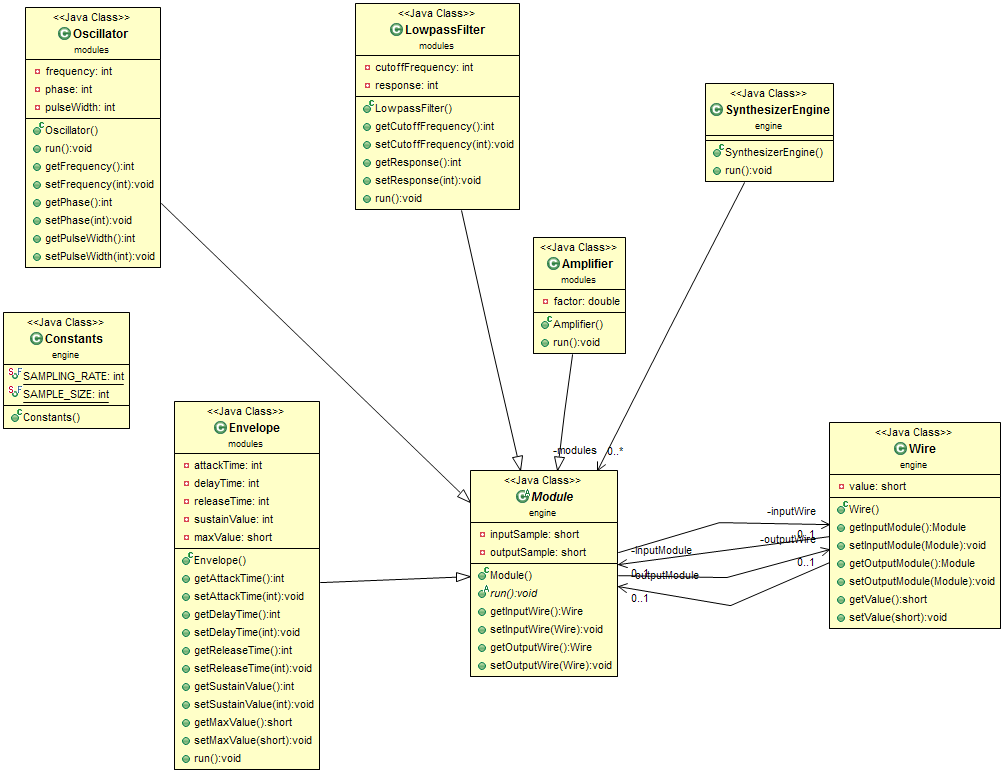 <<Java Class>>
Oscillator
modules
frequency: int
phase: int
pulseWidth: int
Oscillator()
run():void
getFrequency():int
setFrequency(int):void
getPhase():int
setPhase(int):void
getPulseWidth():int
setPulseWidth(int):void
<<Java Class>>
LowpassFilter
modules
cutoffFrequency: int
response: int
LowpassFilter()
getCutoffFrequency():int
setCutoffFrequency(int):void
getResponse():int
setResponse(int):void
run():void
<<Java Class>>
SynthesizerEngine
engine
SynthesizerEngine()
run():void
<<Java Class>>
Amplifier
modules
factor: double
Amplifier()
run():void
<<Java Class>>
Constants
engine
SAMPLING_RATE: int
SAMPLE_SIZE: int
Constants()
<<Java Class>>
Envelope
modules
attackTime: int
delayTime: int
releaseTime: int
sustainValue: int
maxValue: short
Envelope()
getAttackTime():int
setAttackTime(int):void
getDelayTime():int
setDelayTime(int):void
getReleaseTime():int
setReleaseTime(int):void
getSustainValue():int
setSustainValue(int):void
getMaxValue():short
setMaxValue(short):void
run():void
-modules
0..*
<<Java Class>>
Module
engine
inputSample: short
outputSample: short
Module()
run():void
getInputWire():Wire
setInputWire(Wire):void
getOutputWire():Wire
setOutputWire(Wire):void
-inputWire
0..1
-outputWire
0..1
-inputModule
0..1
-outputModule
0..1
<<Java Class>>
Wire
engine
value: short
Wire()
getInputModule():Module
setInputModule(Module):void
getOutputModule():Module
setOutputModule(Module):void
getValue():short
setValue(short):void